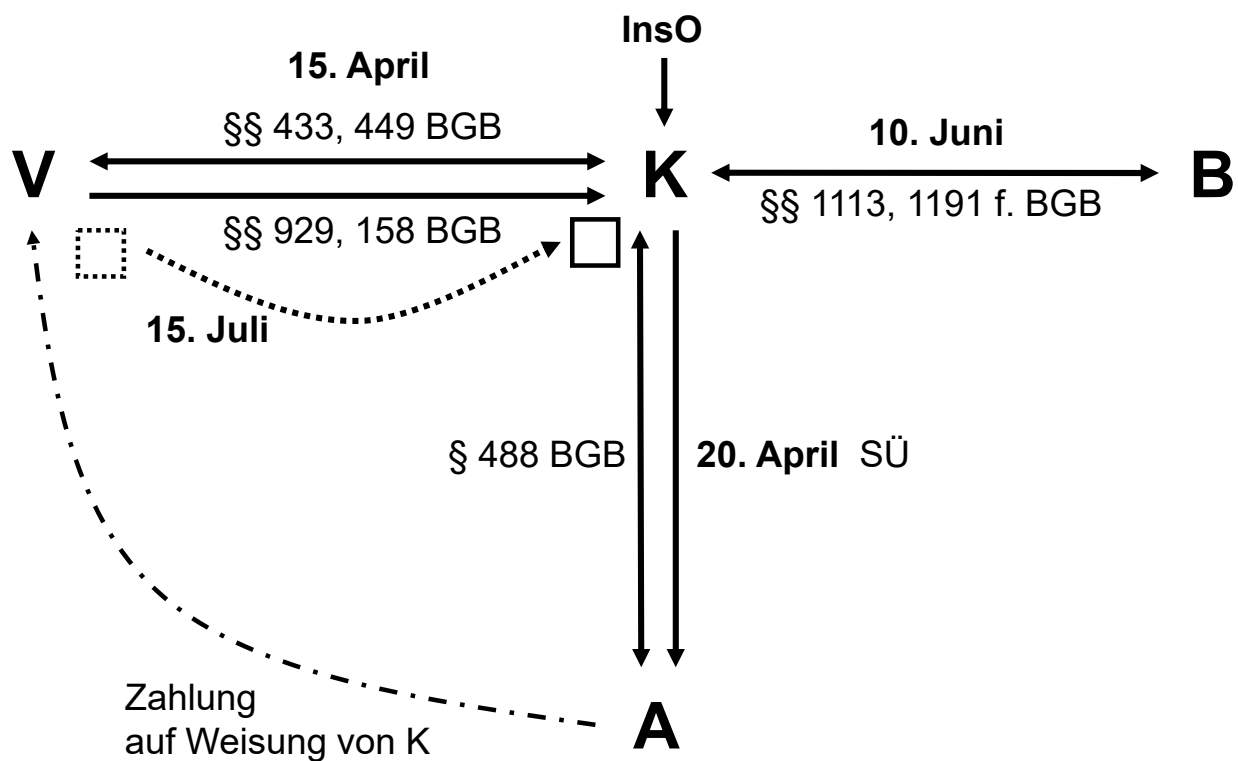 InsO
15. April
§§ 433, 449 BGB
10. Juni
V
K
B
§§ 1113, 1191 f. BGB
§§ 929, 158 BGB
15. Juli
§ 488 BGB
20. April SÜ
Zahlung
auf Weisung von K
A